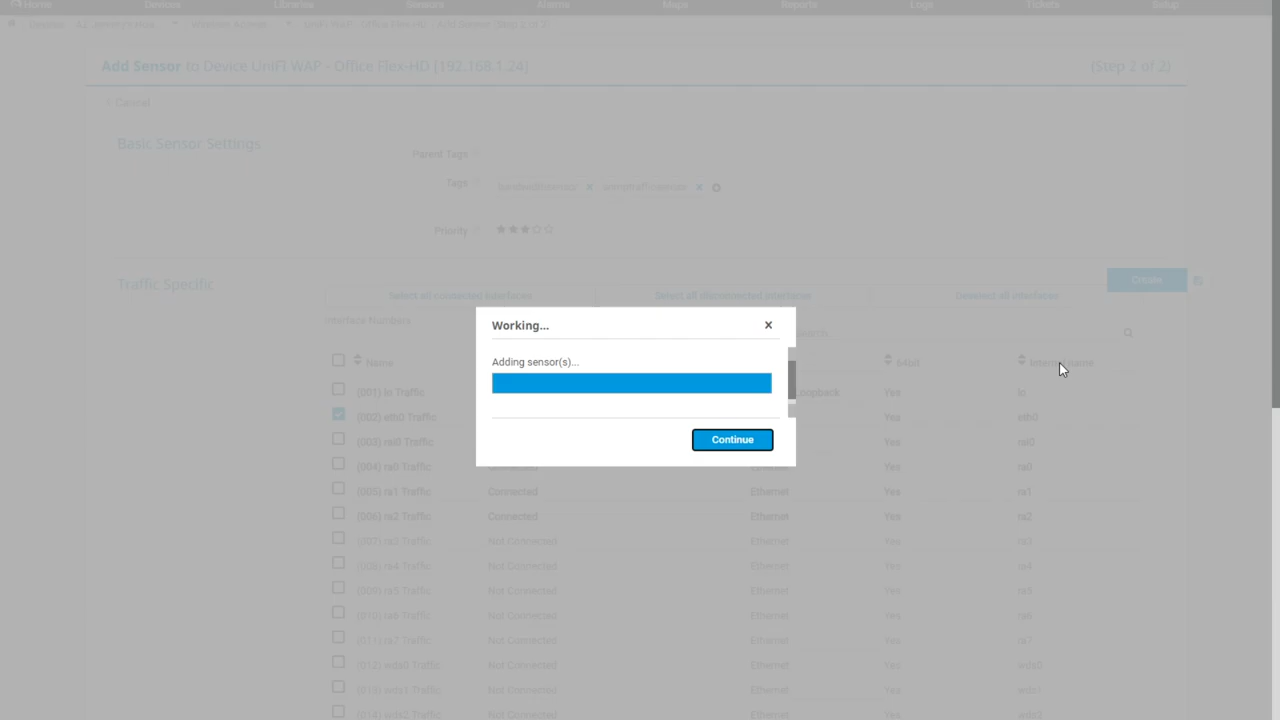 Home Devices Libraries Sensors Alarms Maps Reports Logs Tickets Setup
Add Sensor to Device UniFi WAP - Office Flex-HD [192.168.1.24] (Step 2 of 2)
Cancel
Basic Sensor Settings
Parent Tags
Tags
Priority
Traffic Specific
Create
Select all connected interfaces Select all disconnected interfaces Deselect all interfaces
Interface Numbers
Working...
Name 64bit Internal name
Adding sensor(s)...
(001) lo Traffic Loopback Yes lo
(002) eth0 Traffic Yes eth0
(003) rai0 Traffic Yes rai0
Continue
(004) ra0 Traffic Connected Ethernet Yes ra0
(005) ra1 Traffic Connected Ethernet Yes ra1
(006) ra2 Traffic Connected Ethernet Yes ra2
(007) ra3 Traffic Not Connected Ethernet Yes ra3
(008) ra4 Traffic Not Connected Ethernet Yes ra4
(009) ra5 Traffic Not Connected Ethernet Yes ra5
(010) ra6 Traffic Not Connected Ethernet Yes ra6
(011) ra7 Traffic Not Connected Ethernet Yes ra7
(012) wds0 Traffic Not Connected Ethernet Yes wds0
(013) wds1 Traffic Not Connected Ethernet Yes wds1
(014) wds2 Traffic Not Connected Ethernet Yes wds2